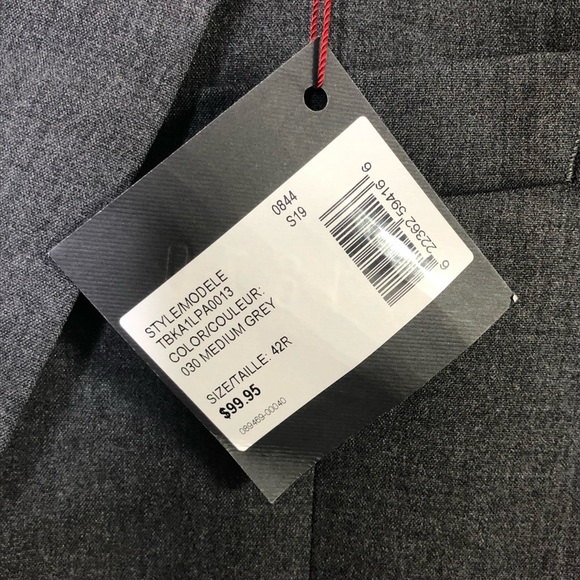 0844
S19
STYLE/MODELE
TBKA1LPA0013
COLOR/COULEUR:
030 MEDIUM GREY
SIZE/TAILLE: 42R
$99.95
089469-00040
6 22362 59416 6